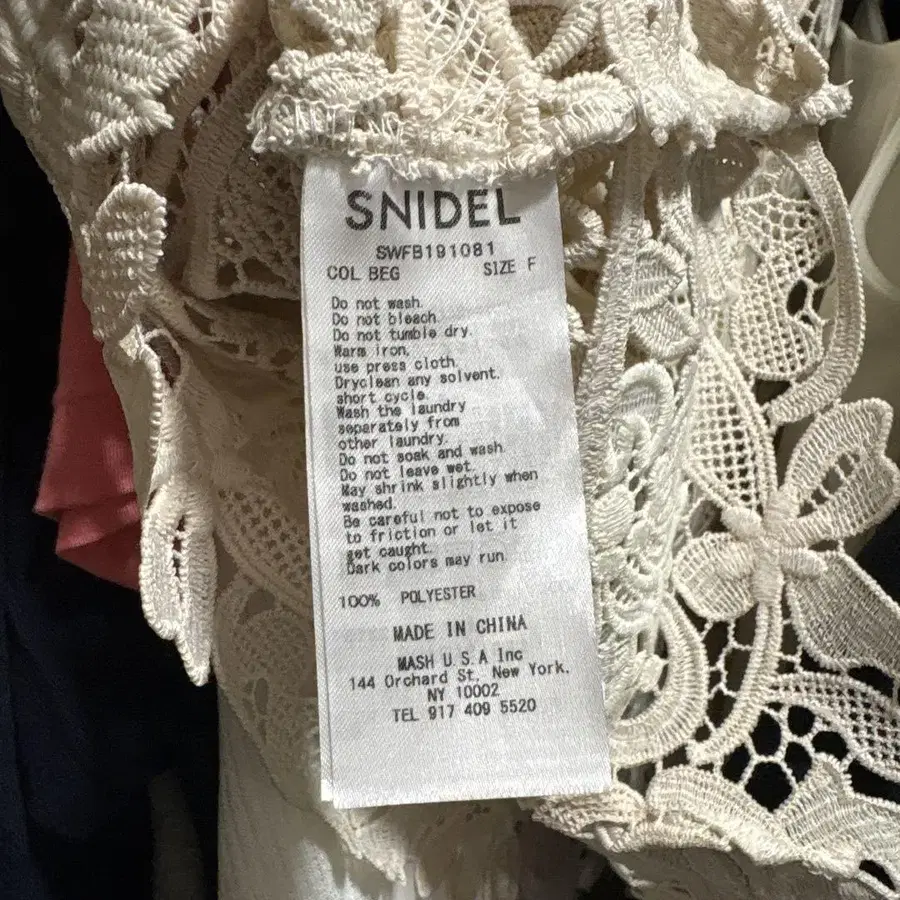 SNIDEL
SWFB191081
COL BEG SIZE F
Do not wash.
Do not bleach.
Do not tumble dry.
Warm iron,
use press cloth.
Dryclean any solvent.
short cycle.
Wash the laundry
separately from
other laundry.
Do not soak and wash.
Do not leave wet.
May shrink slightly when
washed.
Be careful not to expose
to friction or let it
get caught.
Dark colors may run.
100% POLYESTER
MADE IN CHINA
MASH U.S.A Inc
144 Orchard St, New York,
NY 10002
TEL 917 409 5520